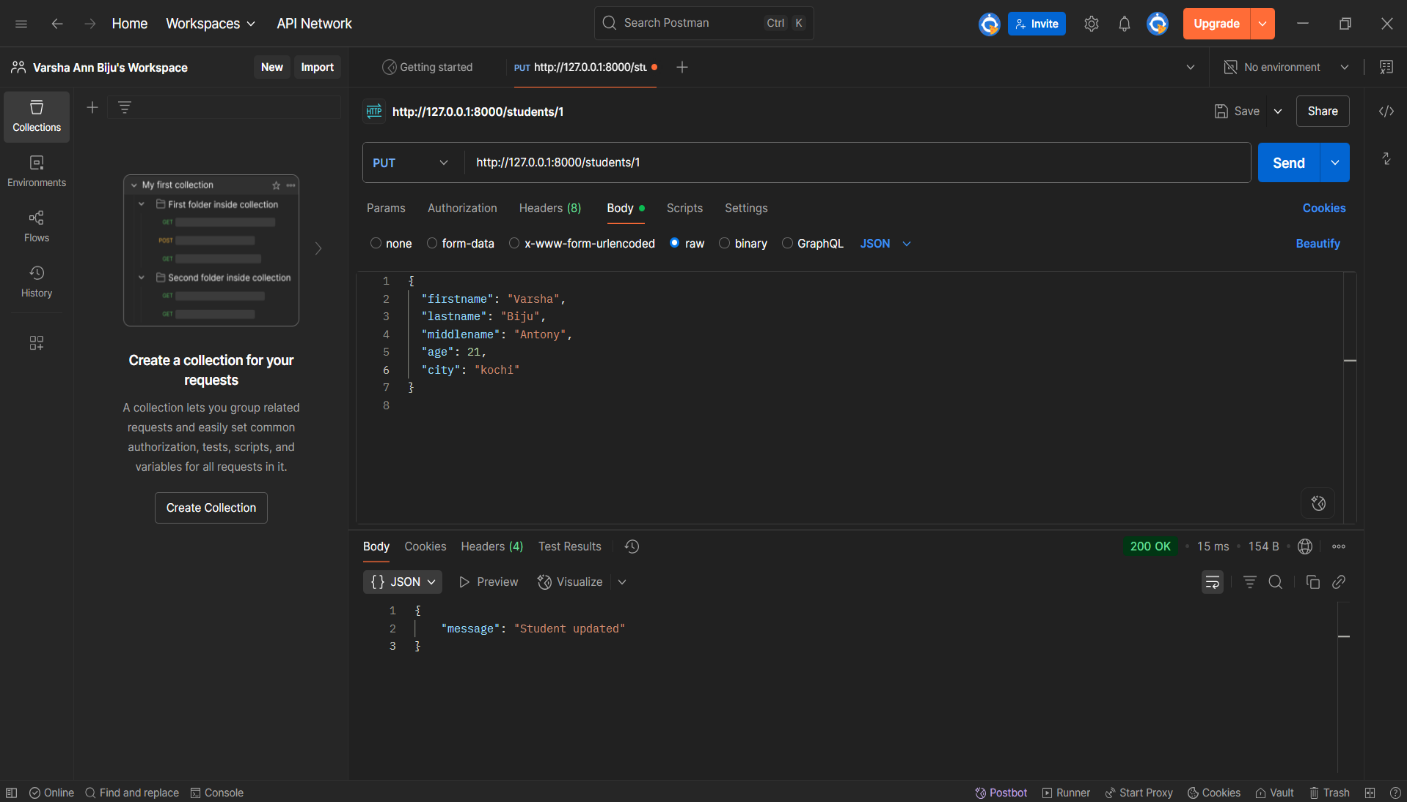 Home Workspaces API Network Search Postman Ctrl K Invite Upgrade
Varsha Ann Biju's Workspace New Import Getting started PUT http://127.0.0.1:8000/stu No environment
Collections
Environments
Flows
History
My first collection
First folder inside collection
GET
POST
GET
Second folder inside collection
GET
GET
Create a collection for your
requests
A collection lets you group related
requests and easily set common
authorization, tests, scripts, and
variables for all requests in it.
Create Collection
HTTP http://127.0.0.1:8000/students/1 Save Share
PUT http://127.0.0.1:8000/students/1 Send
Params Authorization Headers (8) Body Scripts Settings Cookies
none form-data x-www-form-urlencoded raw binary GraphQL JSON Beautify
1 {
2 "firstname": "Varsha",
3 "lastname": "Biju",
4 "middlename": "Antony",
5 "age": 21,
6 "city": "kochi"
7 }
8
Body Cookies Headers (4) Test Results 200 OK • 15 ms • 154 B
{} JSON Preview Visualize
1 {
2 "message": "Student updated"
3 }
Online Find and replace Console Postbot Runner Start Proxy Cookies Vault Trash